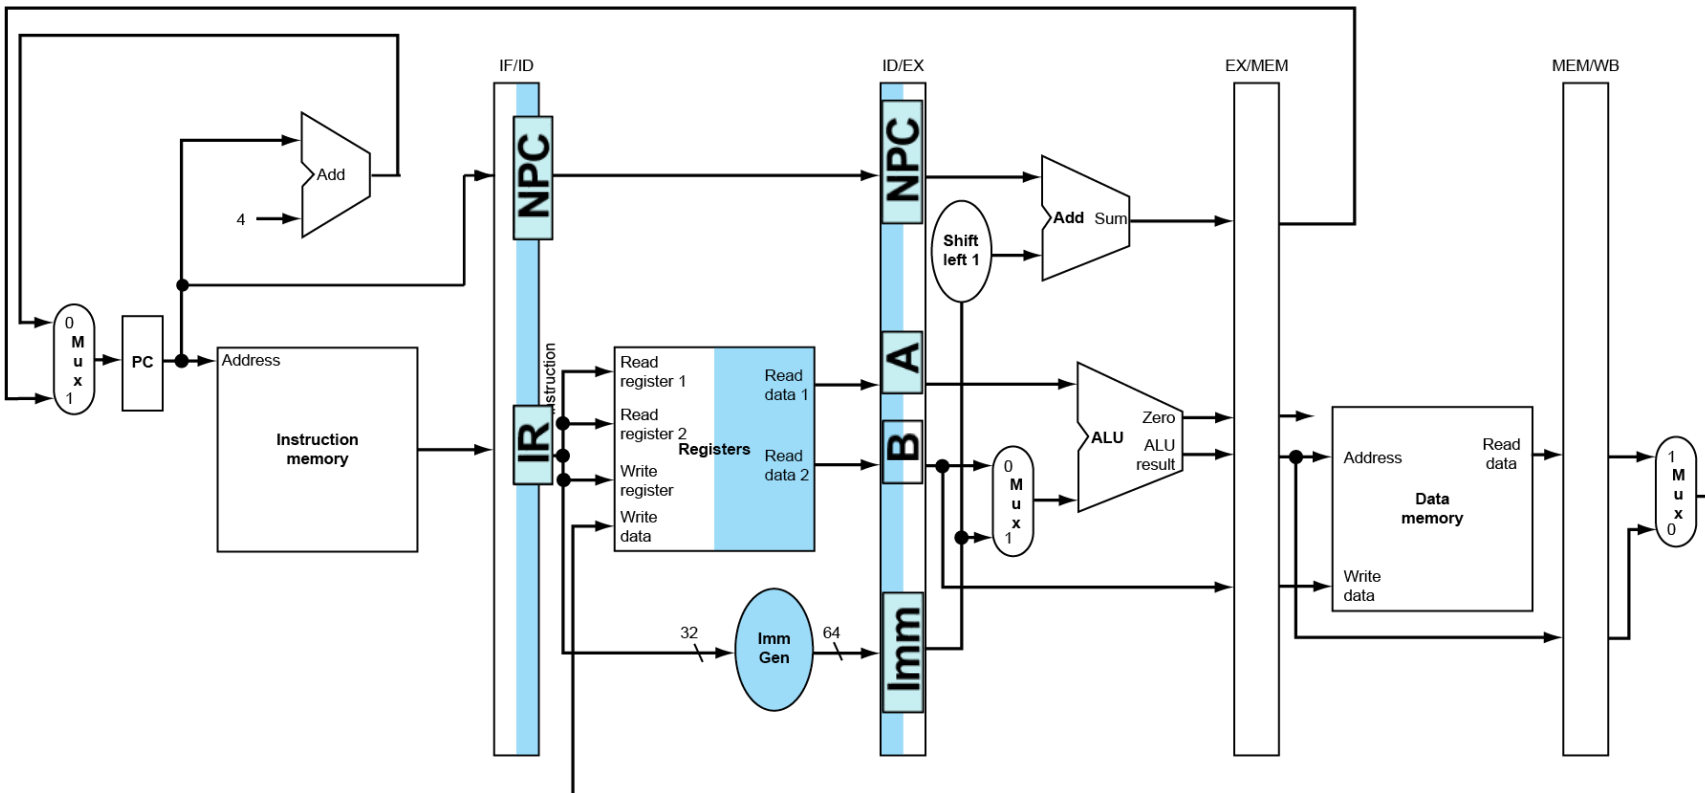 IF/ID
ID/EX
EX/MEM
MEM/WB
NPC
NPC
Add
4
Add Sum
Shift
left 1
0
M
u
x
1
PC
Address
Instruction
memory
Instruction
IR
Read
register 1
Read
register 2
Write
register
Write
data
Registers
Read
data 1
Read
data 2
A
B
0
M
u
x
1
ALU
Zero
ALU
result
Address
Read
data
Data
memory
Write
data
1
M
u
x
0
32
Imm
Gen
64
Imm